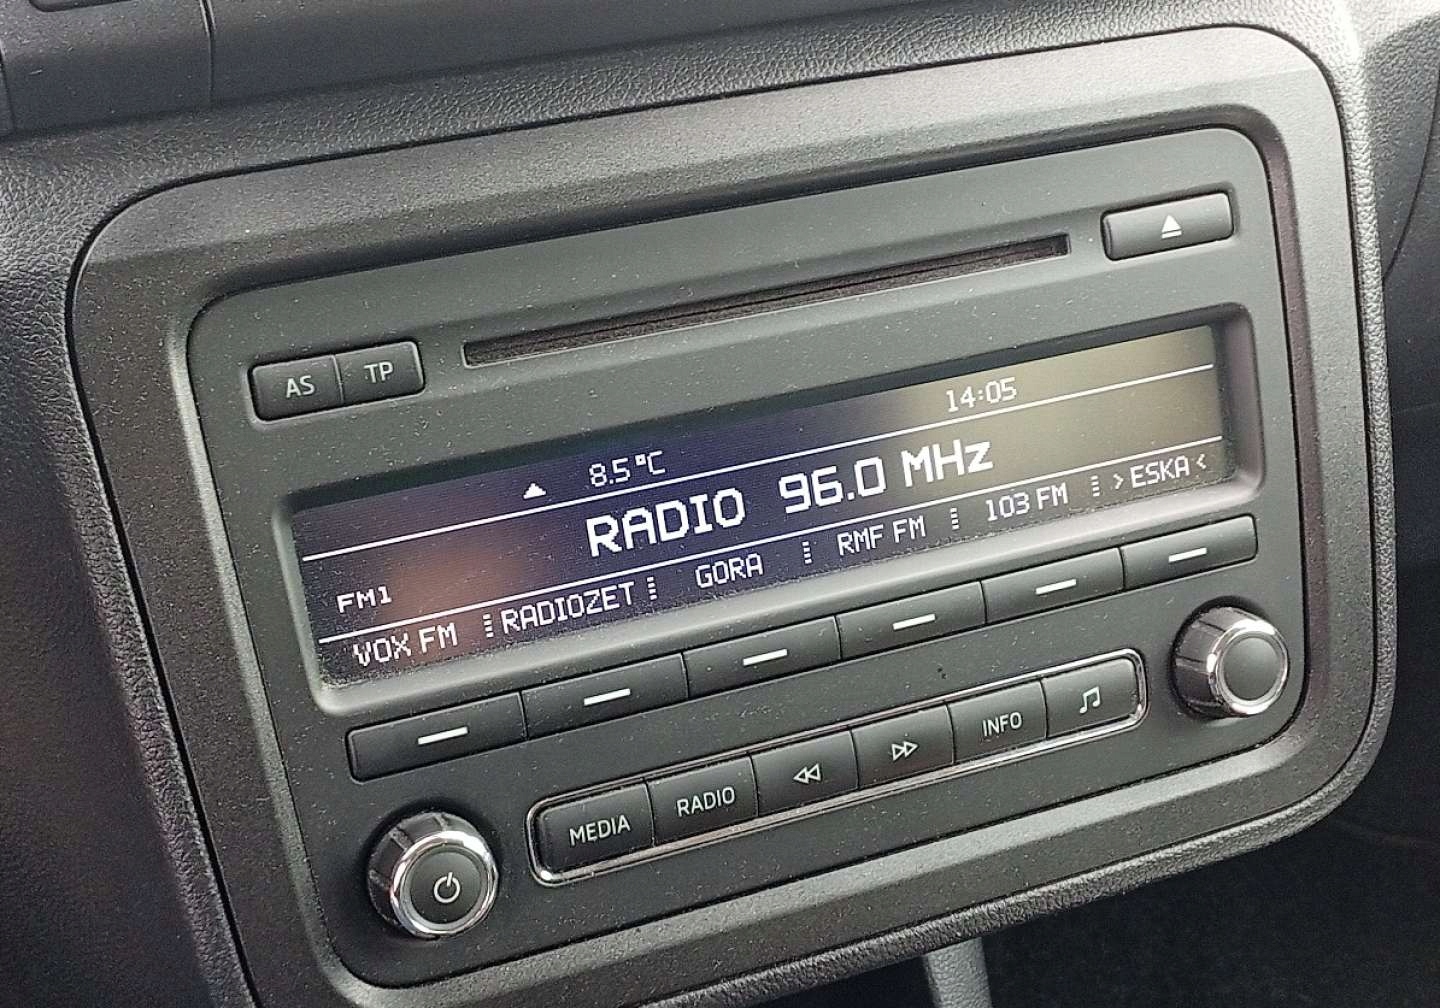 AS TP
8.5°C 14:05
RADIO 96.0 MHz
FM1
VOX FM RADIOZET GORA RMF FM 103 FM >ESKA<
MEDIA RADIO INFO